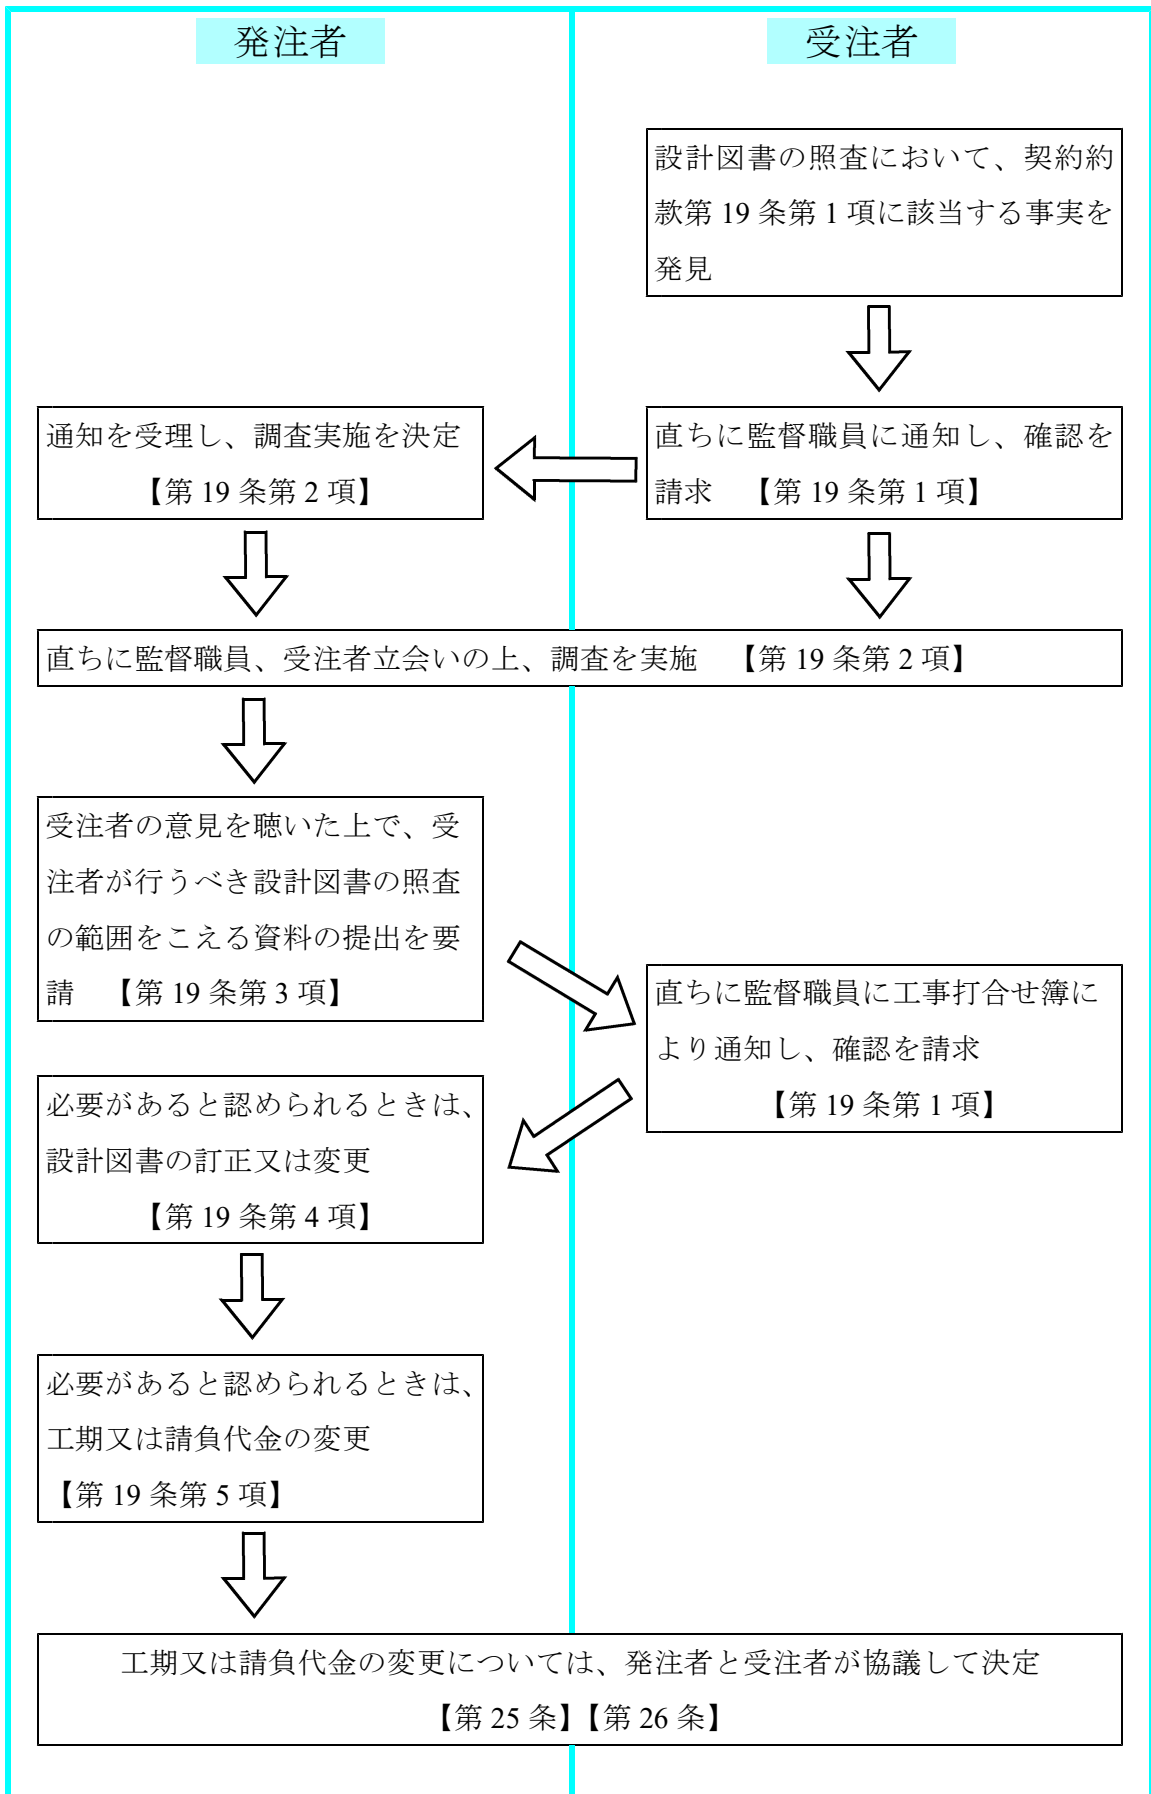 発注者
受注者
設計図書の照査において、契約約
款第 19 条第 1 項に該当する事実を
発見
通知を受理し、調査実施を決定
【第 19 条第 2 項】
直ちに監督職員に通知し、確認を
請求 【第 19 条第 1 項】
直ちに監督職員、受注者立会いの上、調査を実施 【第 19 条第 2 項】
受注者の意見を聴いた上で、受
注者が行うべき設計図書の照査
の範囲をこえる資料の提出を要
請 【第 19 条第 3 項】
直ちに監督職員に工事打合せ簿に
より通知し、確認を請求
【第 19 条第 1 項】
必要があると認められるときは、
設計図書の訂正又は変更
【第 19 条第 4 項】
必要があると認められるときは、
工期又は請負代金の変更
【第 19 条第 5 項】
工期又は請負代金の変更については、発注者と受注者が協議して決定
【第 25 条】【第 26 条】